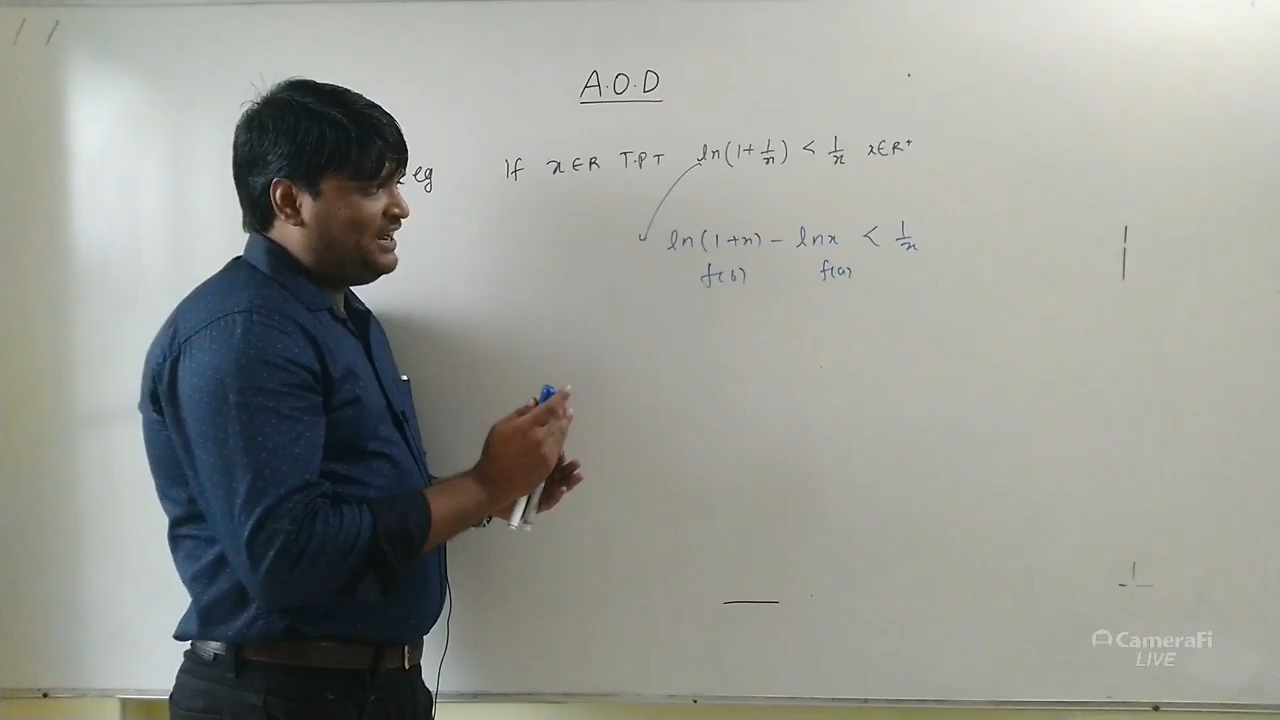 A.O.D
eg If x∈R T.P.T ln(1+1/x) < 1/x x∈R⁺
ln(1+x) - lnx < 1/x
f(b) f(a)
CameraFi
LIVE